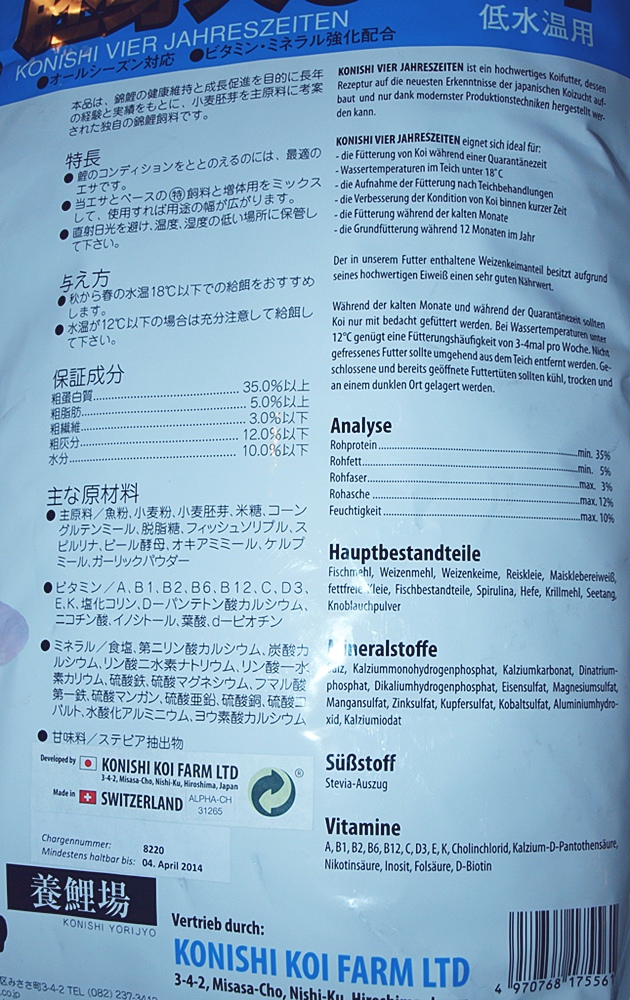 低水温用
KONISHI VIER JAHRESZEITEN
●オールシーズン対応 ●ビタミン・ミネラル強化配合
本品は、錦鯉の健康維持と成長促進を目的に長年
の経験と実績をもとに、小麦胚芽を主原料に考案
された独自の錦鯉飼料です。
特長
●鯉のコンディションをととのえるのには、最適の
エサです。
●当エサとベースの㊕飼料と増体用をミックス
して、使用すれば用途の幅が広がります。
●直射日光を避け、温度、湿度の低い場所に保管し
て下さい。
与え方
●秋から春の水温18℃以下での給餌をおすすめ
します。
●水温が12℃以下の場合は充分注意して給餌し
て下さい。
保証成分
粗蛋白質 35.0%以上
粗脂肪 5.0%以上
粗繊維 3.0%以下
粗灰分 12.0%以下
水分 10.0%以下
主な原材料
●主原料／魚粉、小麦粉、小麦胚芽、米糖、コーン
グルテンミール、脱脂糖、フィッシュソリブル、ス
ピルリナ、ビール酵母、オキアミミール、ケルプ
ミール、ガーリックパウダー
●ビタミン／A、B1、B2、B6、B12、C、D3、
E、K、塩化コリン、D－パンテトン酸カルシウム、
ニコチン酸、イノシトール、葉酸、d－ビオチン
●ミネラル／食塩、第二リン酸カルシウム、炭酸カ
ルシウム、リン酸二水素ナトリウム、リン酸一水
素カリウム、硫酸鉄、硫酸マグネシウム、フマル酸
第一鉄、硫酸マンガン、硫酸亜鉛、硫酸銅、硫酸コ
バルト、水酸化アルミニウム、ヨウ素酸カルシウム
●甘味料／ステビア抽出物
Developed by KONISHI KOI FARM LTD
3-4-2, Misasa-Cho, Nishi-Ku, Hiroshima, Japan
Made in SWITZERLAND ALPHA-CH
31265
®
Chargennummer: 8220
Mindestens haltbar bis: 04. April 2014
養鯉場
KONISHI YORIJYO
区みささ町3-4-2 TEL (082) 237-3412
.co.jp
KONISHI VIER JAHRESZEITEN ist ein hochwertiges Koifutter, dessen
Rezeptur auf die neuesten Erkenntnisse der japanischen Koizucht auf-
baut und nur dank modernster Produktionstechniken hergestellt wer-
den kann.
KONISHI VIER JAHRESZEITEN eignet sich ideal für:
- die Fütterung von Koi während einer Quarantänezeit
- Wassertemperaturen im Teich unter 18°C
- die Aufnahme der Fütterung nach Teichbehandlungen
- die Verbesserung der Kondition von Koi binnen kurzer Zeit
- die Fütterung während der kalten Monate
- die Grundfütterung während 12 Monaten im Jahr
Der in unserem Futter enthaltene Weizenkeimanteil besitzt aufgrund
seines hochwertigen Eiweiß einen sehr guten Nährwert.
Während der kalten Monate und während der Quarantänezeit sollten
Koi nur mit bedacht gefüttert werden. Bei Wassertemperaturen unter
12°C genügt eine Fütterungshäufigkeit von 3-4mal pro Woche. Nicht
gefressenes Futter sollte umgehend aus dem Teich entfernt werden. Ge-
schlossene und bereits geöffnete Futtertüten sollten kühl, trocken und
an einem dunklen Ort gelagert werden.
Analyse
Rohprotein min. 35%
Rohfett min. 5%
Rohfaser max. 3%
Rohasche max. 12%
Feuchtigkeit max. 10%
Hauptbestandteile
Fischmehl, Weizenmehl, Weizenkeime, Reiskleie, Maisklebereiweiß,
fettfreie Kleie, Fischbestandteile, Spirulina, Hefe, Krillmehl, Seetang,
Knoblauchpulver
Mineralstoffe
Salz, Kalziummonohydrogenphosphat, Kalziumkarbonat, Dinatrium-
phosphat, Dikaliumhydrogenphosphat, Eisensulfat, Magnesiumsulfat,
Mangansulfat, Zinksulfat, Kupfersulfat, Kobaltsulfat, Aluminiumhydro-
xid, Kalziumiodat
Süßstoff
Stevia-Auszug
Vitamine
A, B1, B2, B6, B12, C, D3, E, K, Cholinchlorid, Kalzium-D-Pantothensäure,
Nikotinsäure, Inosit, Folsäure, D-Biotin
Vertrieb durch:
KONISHI KOI FARM LTD
3-4-2, Misasa-Cho, Nishi-Ku,
4 970768 175561